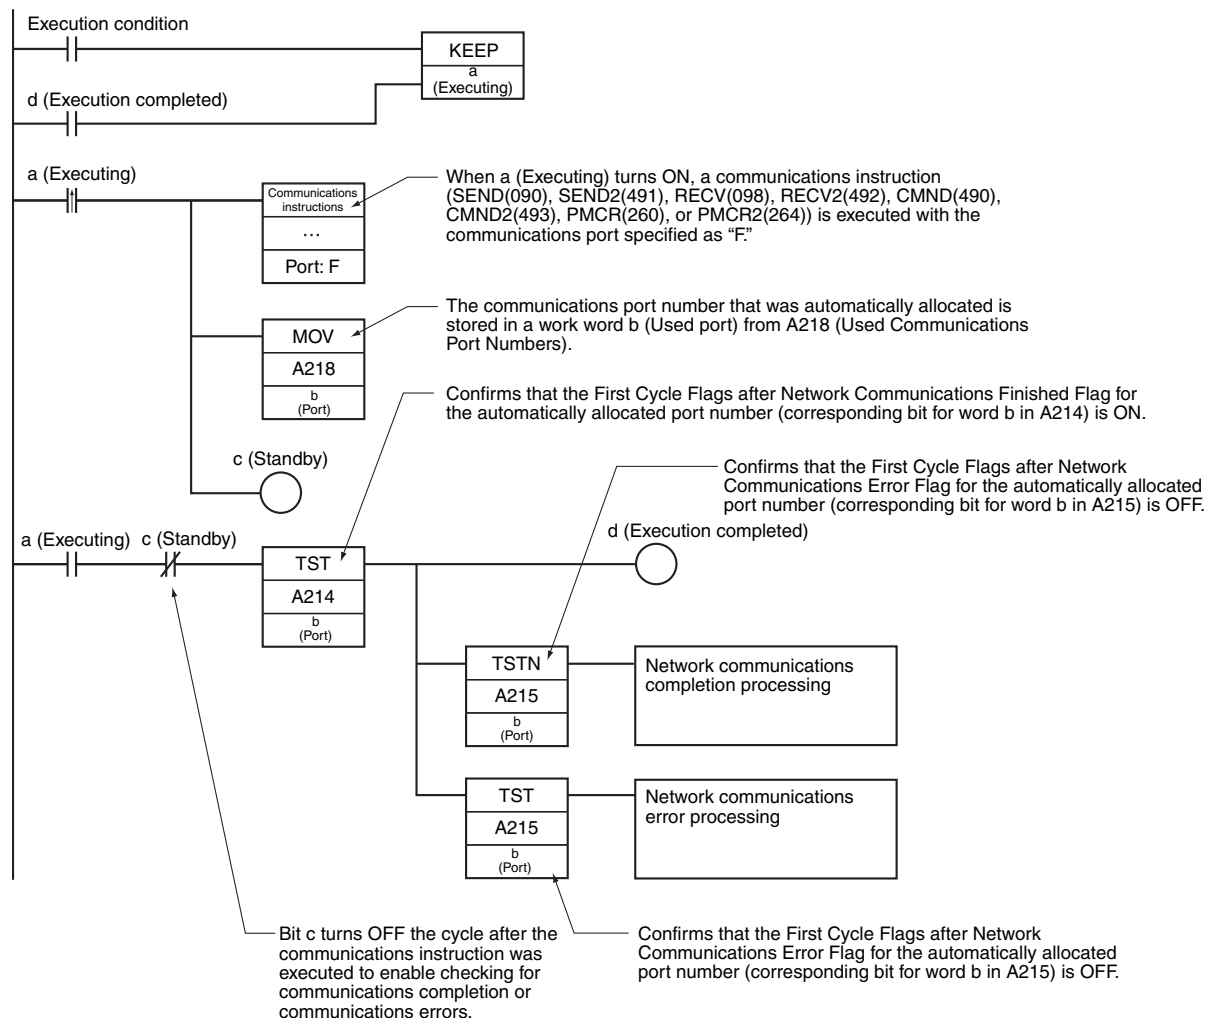 Execution condition
KEEP
a
(Executing)
d (Execution completed)
a (Executing)
Communications
instructions
...
Port: F
When a (Executing) turns ON, a communications instruction
(SEND(090), SEND2(491), RECV(098), RECV2(492), CMND(490),
CMND2(493), PMCR(260), or PMCR2(264)) is executed with the
communications port specified as “F.”
MOV
A218
b
(Port)
The communications port number that was automatically allocated is
stored in a work word b (Used port) from A218 (Used Communications
Port Numbers).
Confirms that the First Cycle Flags after Network Communications Finished Flag for
the automatically allocated port number (corresponding bit for word b in A214) is ON.
c (Standby)
Confirms that the First Cycle Flags after Network
Communications Error Flag for the automatically allocated
port number (corresponding bit for word b in A215) is OFF.
a (Executing)
c (Standby)
TST
A214
b
(Port)
d (Execution completed)
TSTN
A215
b
(Port)
Network communications
completion processing
TST
A215
b
(Port)
Network communications
error processing
Bit c turns OFF the cycle after the
communications instruction was
executed to enable checking for
communications completion or
communications errors.
Confirms that the First Cycle Flags after Network
Communications Error Flag for the automatically allocated
port number (corresponding bit for word b in A215) is OFF.